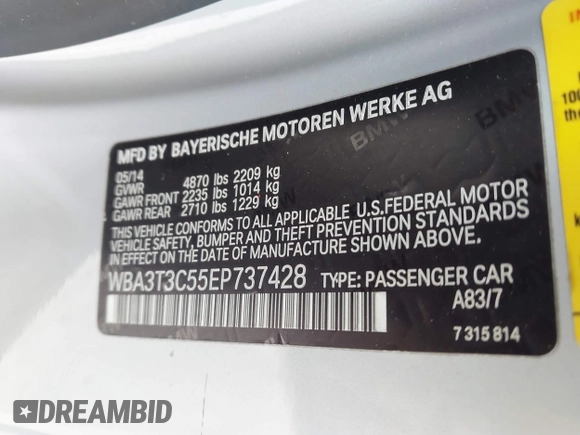 MFD BY BAYERISCHE MOTOREN WERKE AG
05/14
GVWR 4870 lbs 2209 kg
GAWR FRONT 2235 lbs 1014 kg
GAWR REAR 2710 lbs 1229 kg
THIS VEHICLE CONFORMS TO ALL APPLICABLE U.S.FEDERAL MOTOR
VEHICLE SAFETY, BUMPER AND THEFT PREVENTION STANDARDS
IN EFFECT ON THE DATE OF MANUFACTURE SHOWN ABOVE.
WBA3T3C55EP737428 TYPE: PASSENGER CAR
A83/7
7 315 814
DREAMBID